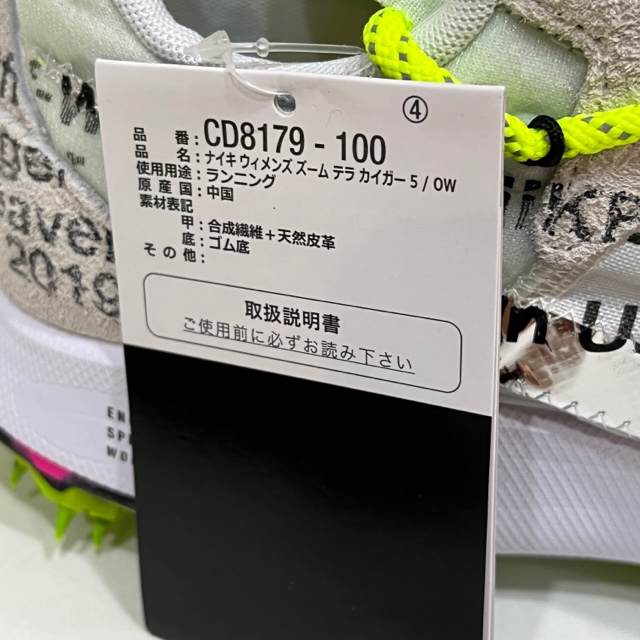 ④
品 番：CD8179 - 100
品 名：ナイキ ウィメンズ ズーム テラ カイガー 5 / OW
使用用途：ランニング
原 産 国：中国
素材表記
甲：合成繊維＋天然皮革
底：ゴム底
そ の 他：
取扱説明書
ご使用前に必ずお読み下さい
2019
EN
SP
WO